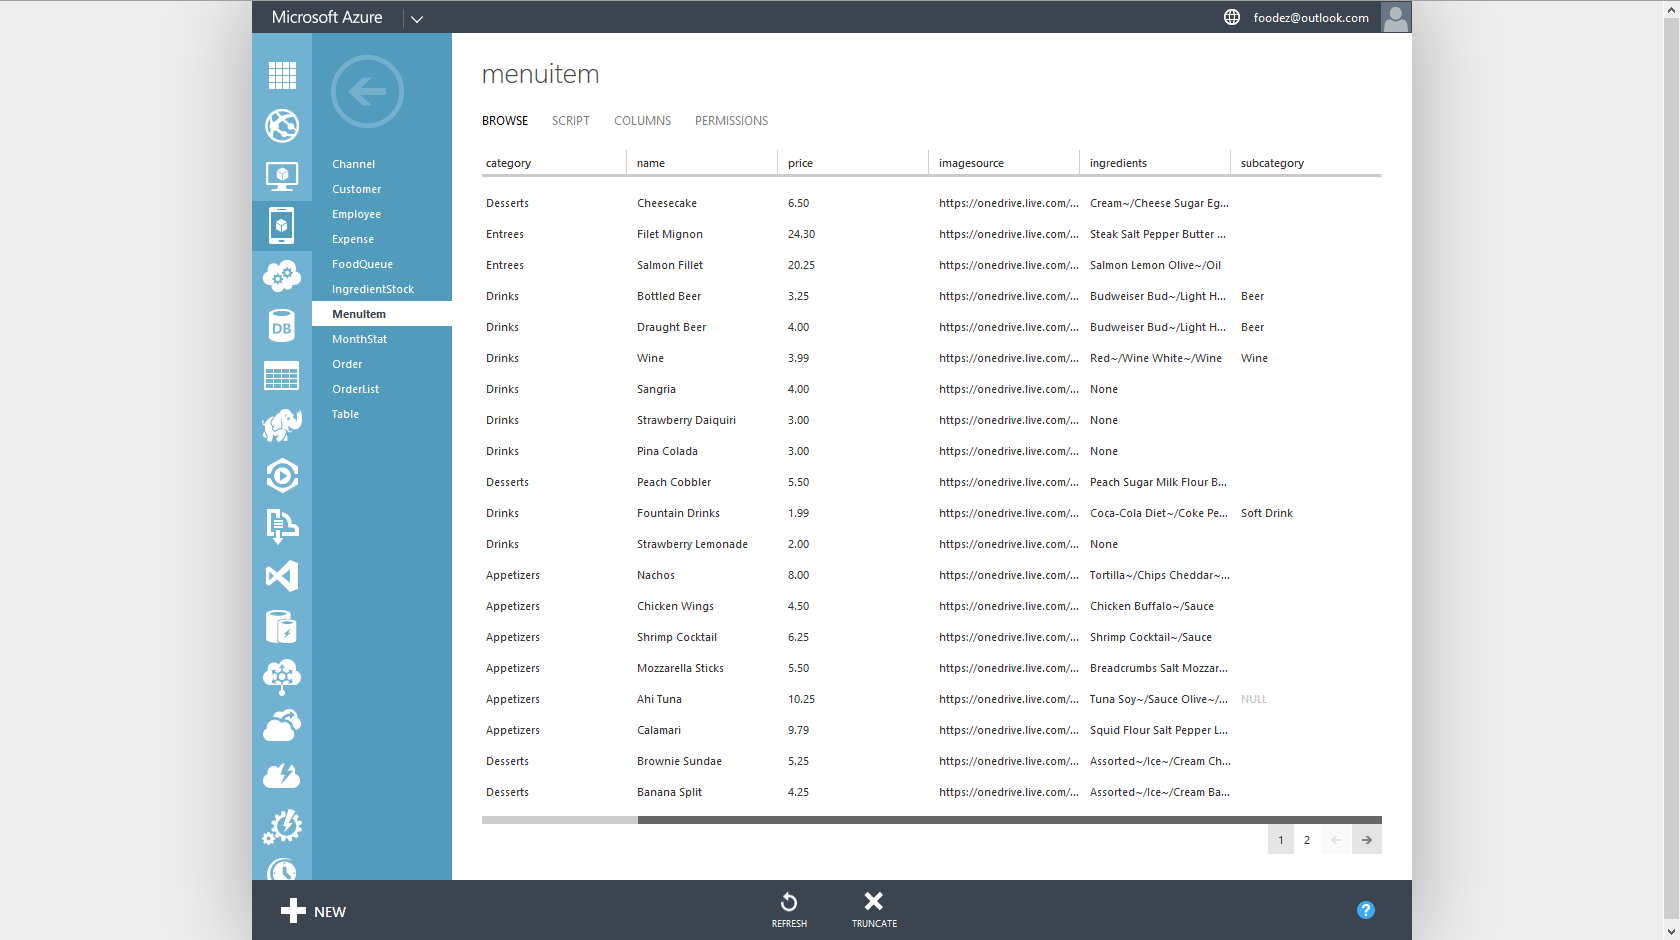 Microsoft Azure
foodez@outlook.com
Channel
Customer
Employee
Expense
FoodQueue
IngredientStock
MenuItem
MonthStat
Order
OrderList
Table
DB
menuitem
BROWSE SCRIPT COLUMNS PERMISSIONS
category name price imagesource ingredients subcategory
Desserts Cheesecake 6.50 https://onedrive.live.com/... Cream~/Cheese Sugar Eg...
Entrees Filet Mignon 24.30 https://onedrive.live.com/... Steak Salt Pepper Butter ...
Entrees Salmon Fillet 20.25 https://onedrive.live.com/... Salmon Lemon Olive~/Oil
Drinks Bottled Beer 3.25 https://onedrive.live.com/... Budweiser Bud~/Light H... Beer
Drinks Draught Beer 4.00 https://onedrive.live.com/... Budweiser Bud~/Light H... Beer
Drinks Wine 3.99 https://onedrive.live.com/... Red~/Wine White~/Wine Wine
Drinks Sangria 4.00 https://onedrive.live.com/... None
Drinks Strawberry Daiquiri 3.00 https://onedrive.live.com/... None
Drinks Pina Colada 3.00 https://onedrive.live.com/... None
Desserts Peach Cobbler 5.50 https://onedrive.live.com/... Peach Sugar Milk Flour B...
Drinks Fountain Drinks 1.99 https://onedrive.live.com/... Coca-Cola Diet~/Coke Pe... Soft Drink
Drinks Strawberry Lemonade 2.00 https://onedrive.live.com/... None
Appetizers Nachos 8.00 https://onedrive.live.com/... Tortilla~/Chips Cheddar~...
Appetizers Chicken Wings 4.50 https://onedrive.live.com/... Chicken Buffalo~/Sauce
Appetizers Shrimp Cocktail 6.25 https://onedrive.live.com/... Shrimp Cocktail~/Sauce
Appetizers Mozzarella Sticks 5.50 https://onedrive.live.com/... Breadcrumbs Salt Mozzar...
Appetizers Ahi Tuna 10.25 https://onedrive.live.com/... Tuna Soy~/Sauce Olive~/... NULL
Appetizers Calamari 9.79 https://onedrive.live.com/... Squid Flour Salt Pepper L...
Desserts Brownie Sundae 5.25 https://onedrive.live.com/... Assorted~/Ice~/Cream Ch...
Desserts Banana Split 4.25 https://onedrive.live.com/... Assorted~/Ice~/Cream Ba...
1 2
NEW
REFRESH
TRUNCATE
?